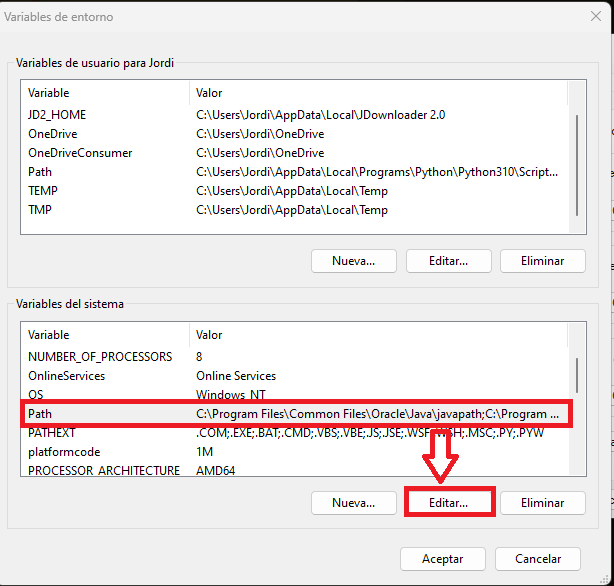 Variables de entorno
Variables de usuario para Jordi
Variable Valor
JD2_HOME C:\Users\Jordi\AppData\Local\JDownloader 2.0
OneDrive C:\Users\Jordi\OneDrive
OneDriveConsumer C:\Users\Jordi\OneDrive
Path C:\Users\Jordi\AppData\Local\Programs\Python\Python310\Script...
TEMP C:\Users\Jordi\AppData\Local\Temp
TMP C:\Users\Jordi\AppData\Local\Temp
Nueva... Editar... Eliminar
Variables del sistema
Variable Valor
NUMBER_OF_PROCESSORS 8
OnlineServices Online Services
OS Windows_NT
Path C:\Program Files\Common Files\Oracle\Java\javapath;C:\Program ...
PATHEXT .COM;.EXE;.BAT;.CMD;.VBS;.VBE;.JS;.JSE;.WSF;.WSH;.MSC;.PY;.PYW
platformcode 1M
PROCESSOR_ARCHITECTURE AMD64
Nueva... Editar... Eliminar
Aceptar Cancelar